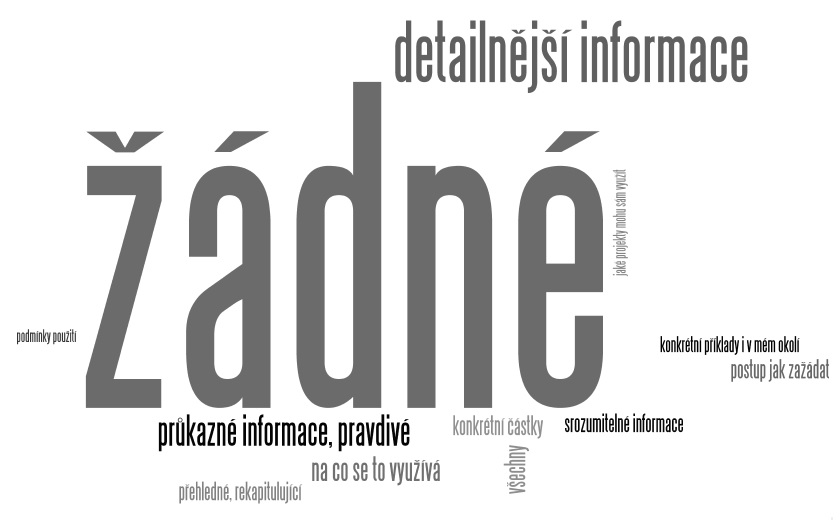 detailnější informace
žádné
jaké projekty mohu sám využít
podmínky použití
konkrétní příklady i v mém okolí
postup jak zažádat
průkazné informace, pravdivé
konkrétní částky
srozumitelné informace
na co se to využívá
všechny
přehledné, rekapitulující